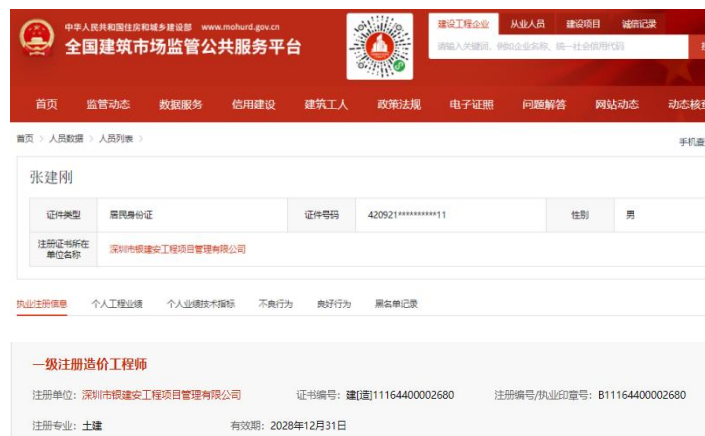 中华人民共和国住房和城乡建设部 www.mohurd.gov.cn
全国建筑市场监管公共服务平台
建设工程企业 从业人员 建设项目 诚信记录
请输入关键词，例如企业名称、统一社会信用代码
首页 监管动态 数据服务 信用建设 建筑工人 政策法规 电子证照 问题解答 网站动态 动态核查
首页 > 人员数据 > 人员列表 >
手机查
张建刚
证件类型 居民身份证 证件号码 420921**********11 性别 男
注册证书所在
单位名称 深圳市银建安工程项目管理有限公司
执业注册信息 个人工程业绩 个人业绩技术指标 不良行为 良好行为 黑名单记录
一级注册造价工程师
注册单位：深圳市银建安工程项目管理有限公司 证书编号：建[造]11164400002680 注册编号/执业印章号：B11164400002680
注册专业：土建 有效期：2028年12月31日